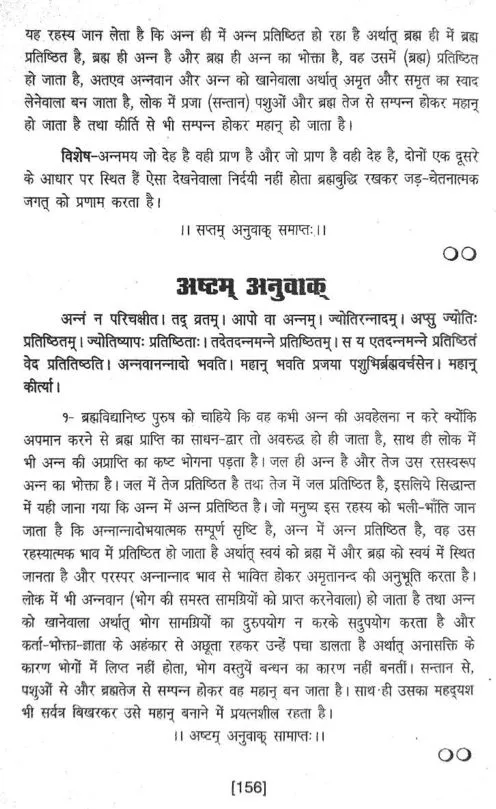 यह रहस्य जान लेता है कि अन्न ही में अन्न प्रतिष्ठित हो रहा है अर्थात् ब्रह्म ही में ब्रह्म
प्रतिष्ठित है, ब्रह्म ही अन्न है और ब्रह्म ही अन्न का भोक्ता है, वह उसमें (ब्रह्म) प्रतिष्ठित
हो जाता है, अतएव अन्नवान और अन्न को खानेवाला अर्थात् अमृत और समृत का स्वाद
लेनेवाला बन जाता है, लोक में प्रजा (सन्तान) पशुओं और ब्रह्म तेज से सम्पन्न होकर महान्
हो जाता है तथा कीर्ति से भी सम्पन्न होकर महान् हो जाता है।
विशेष–अन्नमय जो देह है वही प्राण है और जो प्राण है वही देह है, दोनों एक दूसरे
के आधार पर स्थित हैं ऐसा देखनेवाला निर्दयी नहीं होता ब्रह्मबुद्धि रखकर जड़-चेतनात्मक
जगत् को प्रणाम करता है।
।। सप्तम् अनुवाक् समाप्तः।।
अष्टम् अनुवाक्
अन्नं न परिचक्षीत। तद् व्रतम्। आपो वा अन्नम्। ज्योतिरन्नादम्। अप्सु ज्योतिः
प्रतिष्ठितम्। ज्योतिष्यापः प्रतिष्ठिताः। तदेतदन्नमन्ने प्रतिष्ठितम्। स य एतदन्नमन्ने प्रतिष्ठितं
वेद प्रतितिष्ठति। अन्नवानन्नादो भवति। महान् भवति प्रजया पशुभिर्ब्रह्मवर्चसेन। महान्
कीर्त्या।
१- ब्रह्मविद्यानिष्ठ पुरुष को चाहिये कि वह कभी अन्न की अवहेलना न करे क्योंकि
अपमान करने से ब्रह्म प्राप्ति का साधन-द्वार तो अवरुद्ध हो ही जाता है, साथ ही लोक में
भी अन्न की अप्राप्ति का कष्ट भोगना पड़ता है। जल ही अन्न है और तेज उस रसस्वरूप
अन्न का भोक्ता है। जल में तेज प्रतिष्ठित है तथा तेज में जल प्रतिष्ठित है, इसलिये सिद्धान्त
में यही जाना गया कि अन्न में अन्न प्रतिष्ठित है। जो मनुष्य इस रहस्य को भली-भाँति जान
जाता है कि अन्नान्नादोभयात्मक सम्पूर्ण सृष्टि है, अन्न में अन्न प्रतिष्ठित है, वह उस
रहस्यात्मक भाव में प्रतिष्ठित हो जाता है अर्थात् स्वयं को ब्रह्म में और ब्रह्म को स्वयं में स्थित
जानता है और परस्पर अन्नान्नाद भाव से भावित होकर अमृतानन्द की अनुभूति करता है।
लोक में भी अन्नवान (भोग की समस्त सामग्रियों को प्राप्त करनेवाला) हो जाता है तथा अन्न
को खानेवाला अर्थात् भोग सामग्रियों का दुरुपयोग न करके सदुपयोग करता है और
कर्ता-भोक्ता-ज्ञाता के अहंकार से अछूता रहकर उन्हें पचा डालता है अर्थात् अनासक्ति के
कारण भोगों में लिप्त नहीं होता, भोग वस्तुयें बन्धन का कारण नहीं बनतीं। सन्तान से,
पशुओं से और ब्रह्मतेज से सम्पन्न होकर वह महान् बन जाता है। साथ ही उसका महद्यश
भी सर्वत्र बिखरकर उसे महान् बनाने में प्रयत्नशील रहता है।
।। अष्टम् अनुवाक् सामाप्तः।।
[156]